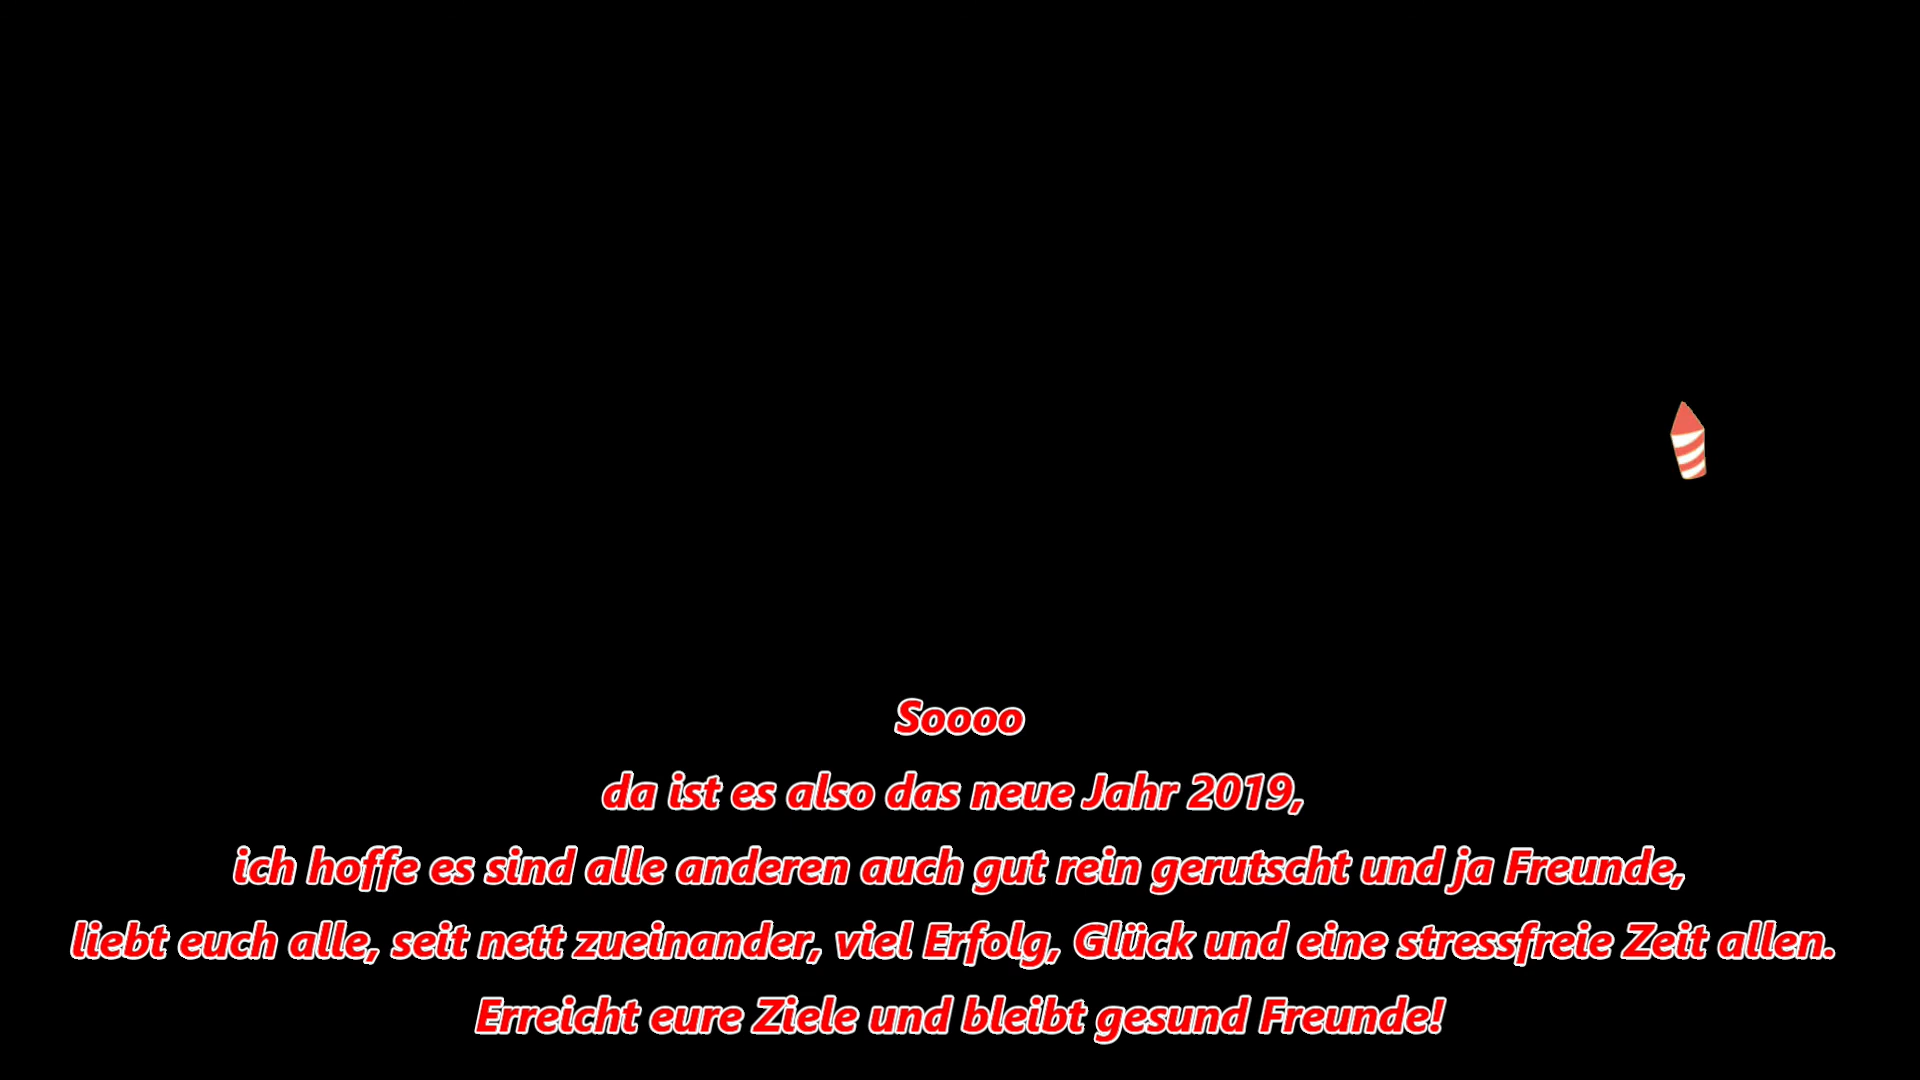 Soooo
da ist es also das neue Jahr 2019,
ich hoffe es sind alle anderen auch gut rein gerutscht und ja Freunde,
liebt euch alle, seit nett zueinander, viel Erfolg, Glück und eine stressfreie Zeit allen.
Erreicht eure Ziele und bleibt gesund Freunde!